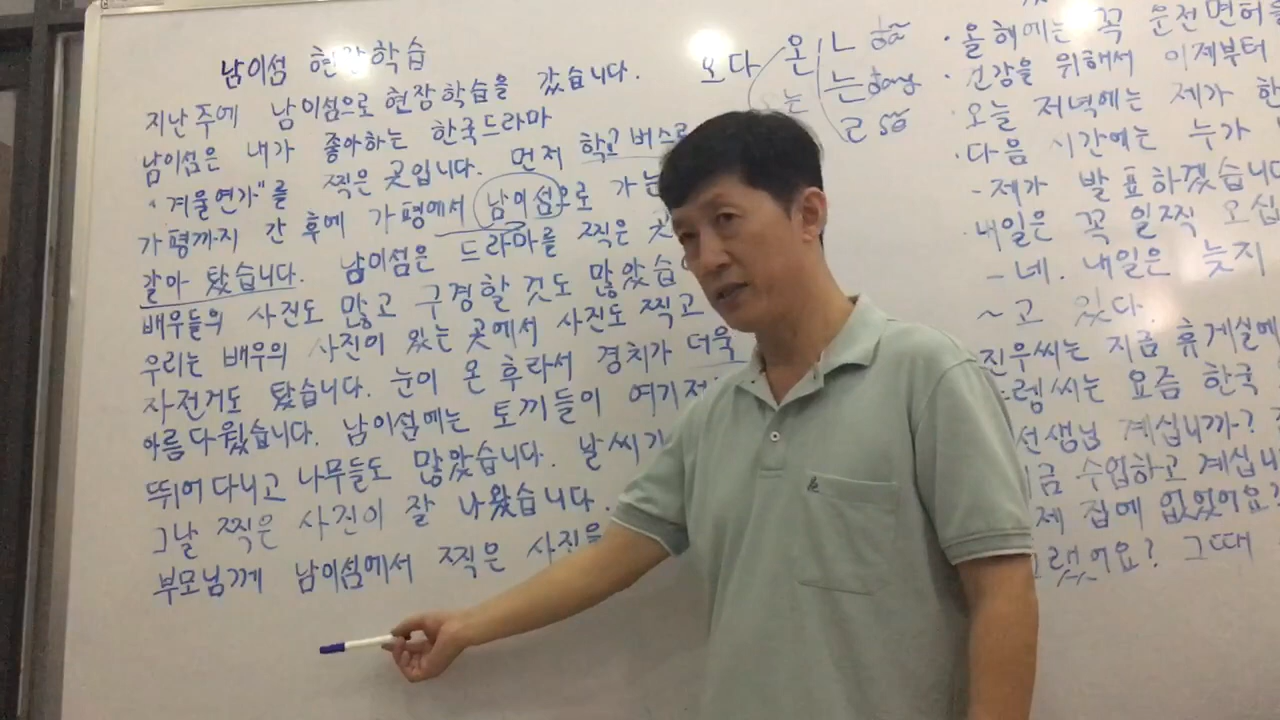 남이섬 현장학습
지난 주에 남이섬으로 현장학습을 갔습니다.
남이섬은 내가 좋아하는 한국드라마
"겨울연가"를 찍은 곳입니다. 먼저 학교 버스로
가평까지 간 후에 가평에서 남이섬으로 가는
갈아 탔습니다. 남이섬은 드라마를 찍은
배우들의 사진도 많고 구경할 것도 많았습
우리는 배우의 사진이 있는 곳에서 사진도 찍고
자전거도 탔습니다. 눈이 온 후라서 경치가 더욱
아름다웠습니다. 남이섬에는 토끼들이 여기저
뛰어다니고 나무들도 많았습니다. 날씨가
그날 찍은 사진이 잘 나왔습니다.
부모님께 남이섬에서 찍은 사진을
오다 온 ㄴ đã
는 는 đang
ㄹ sẽ
· 올해에는 꼭 운전면허를
· 건강을 위해서 이제부터
· 오늘 저녁에는 제가 한
· 다음 시간에는 누가
- 제가 발표하겠습니다
· 내일은 꼭 일찍 오십
- 네. 내일은 늦지
~고 있다.
진우씨는 지금 휴게실에
렘씨는 요즘 한국
선생님 계십니까?
금 수업하고 계십니
제 집에 없었어요?
그랬어요? 그때